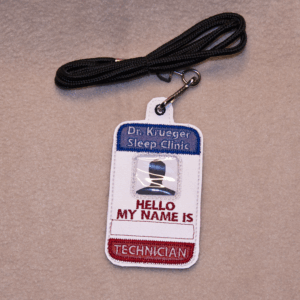 Dr. Krueger
Sleep Clinic
HELLO
MY NAME IS
TECHNICIAN